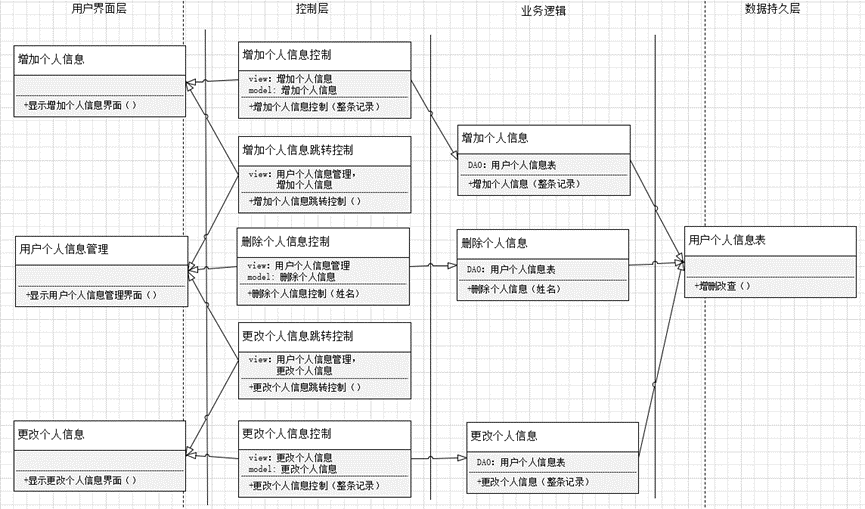 用户界面层
控制层
业务逻辑
数据持久层
增加个人信息
+显示增加个人信息界面()
用户个人信息管理
+显示用户个人信息管理界面()
更改个人信息
+显示更改个人信息界面()
增加个人信息控制
view: 增加个人信息
model: 增加个人信息
+增加个人信息控制(整条记录)
增加个人信息跳转控制
view: 用户个人信息管理,
增加个人信息
+增加个人信息跳转控制()
删除个人信息控制
view: 用户个人信息管理
model: 删除个人信息
+删除个人信息控制(姓名)
更改个人信息跳转控制
view: 用户个人信息管理,
更改个人信息
+更改个人信息跳转控制()
更改个人信息控制
view: 更改个人信息
model: 更改个人信息
+更改个人信息控制(整条记录)
增加个人信息
DAO: 用户个人信息表
+增加个人信息(整条记录)
删除个人信息
DAO: 用户个人信息表
+删除个人信息(姓名)
更改个人信息
DAO: 用户个人信息表
+更改个人信息(整条记录)
用户个人信息表
+增删改查()